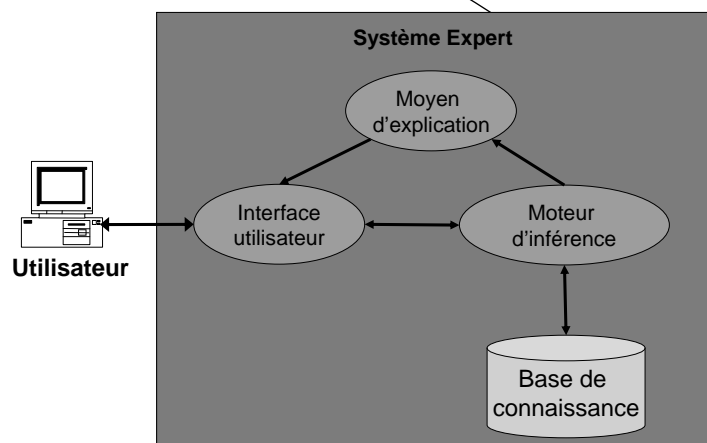 Système Expert
Moyen
d'explication
Interface
utilisateur
Moteur
d'inférence
Utilisateur
Base de
connaissance